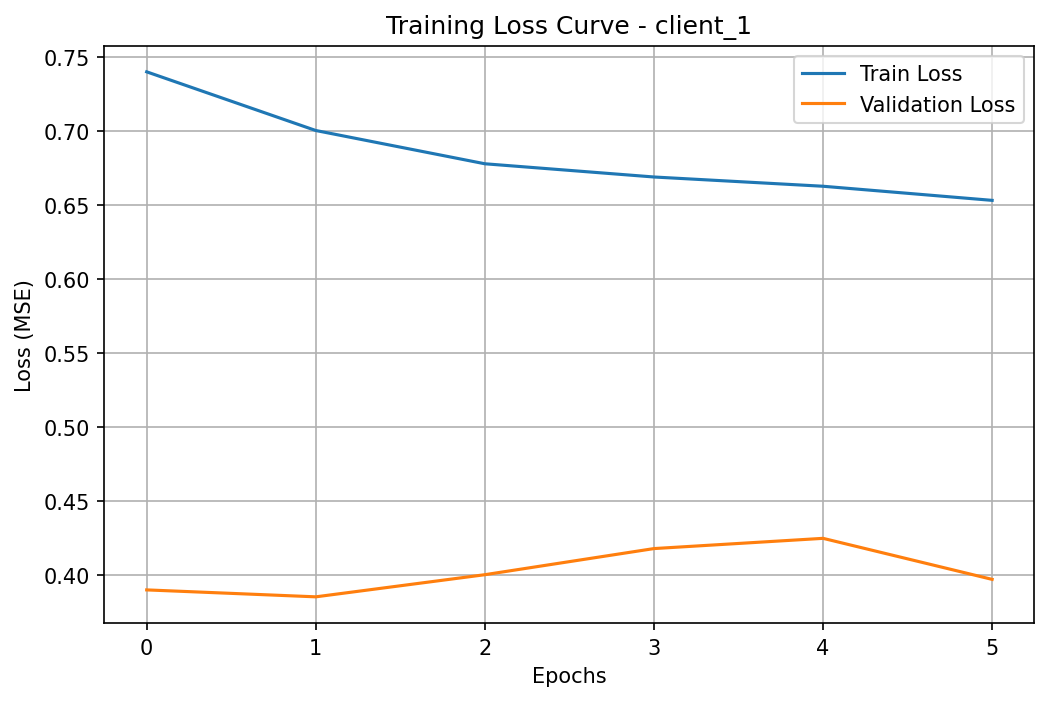 Training Loss Curve - client_1
Train Loss
Validation Loss
Loss (MSE)
0.75
0.70
0.65
0.60
0.55
0.50
0.45
0.40
0 1 2 3 4 5
Epochs